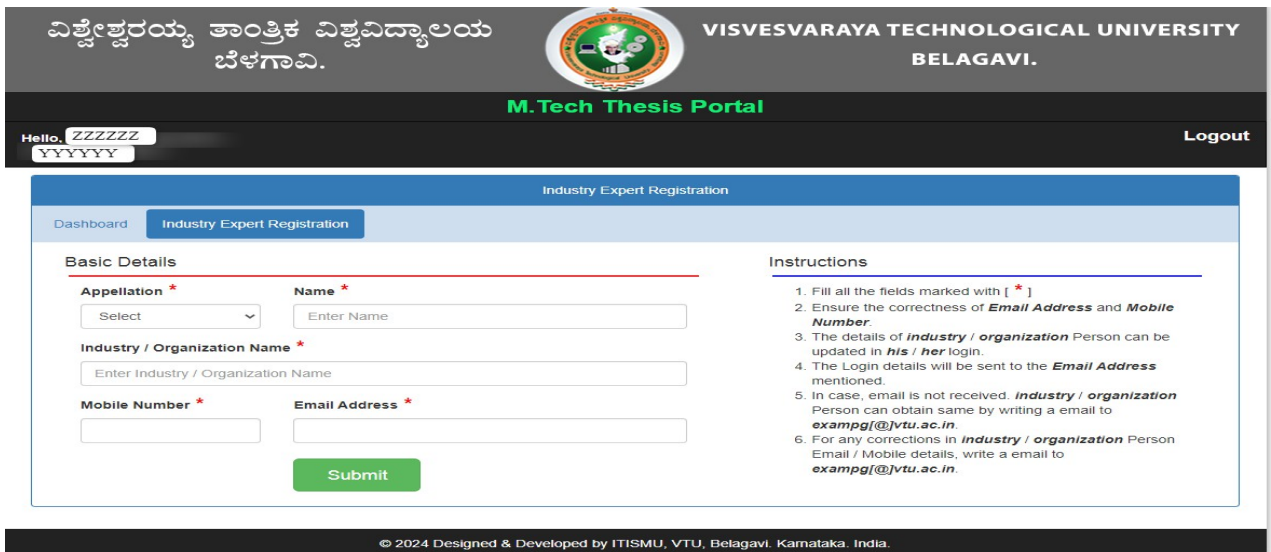 ವಿಶ್ವೇಶ್ವರಯ್ಯ ತಾಂತ್ರಿಕ ವಿಶ್ವವಿದ್ಯಾಲಯ
ಬೆಳಗಾವಿ.
VISVESVARAYA TECHNOLOGICAL UNIVERSITY
BELAGAVI.
M.Tech Thesis Portal
Hello, ZZZZZZ
YYYYYY
Logout
Industry Expert Registration
Dashboard Industry Expert Registration
Basic Details
Appellation * Name *
Select Enter Name
Industry / Organization Name *
Enter Industry / Organization Name
Mobile Number * Email Address *
Submit
Instructions
1. Fill all the fields marked with [ * ]
2. Ensure the correctness of Email Address and Mobile
Number.
3. The details of industry / organization Person can be
updated in his / her login.
4. The Login details will be sent to the Email Address
mentioned.
5. In case, email is not received. industry / organization
Person can obtain same by writing a email to
exampg[@]vtu.ac.in.
6. For any corrections in industry / organization Person
Email / Mobile details, write a email to
exampg[@]vtu.ac.in.
© 2024 Designed & Developed by ITISMU, VTU, Belagavi. Karnataka. India.